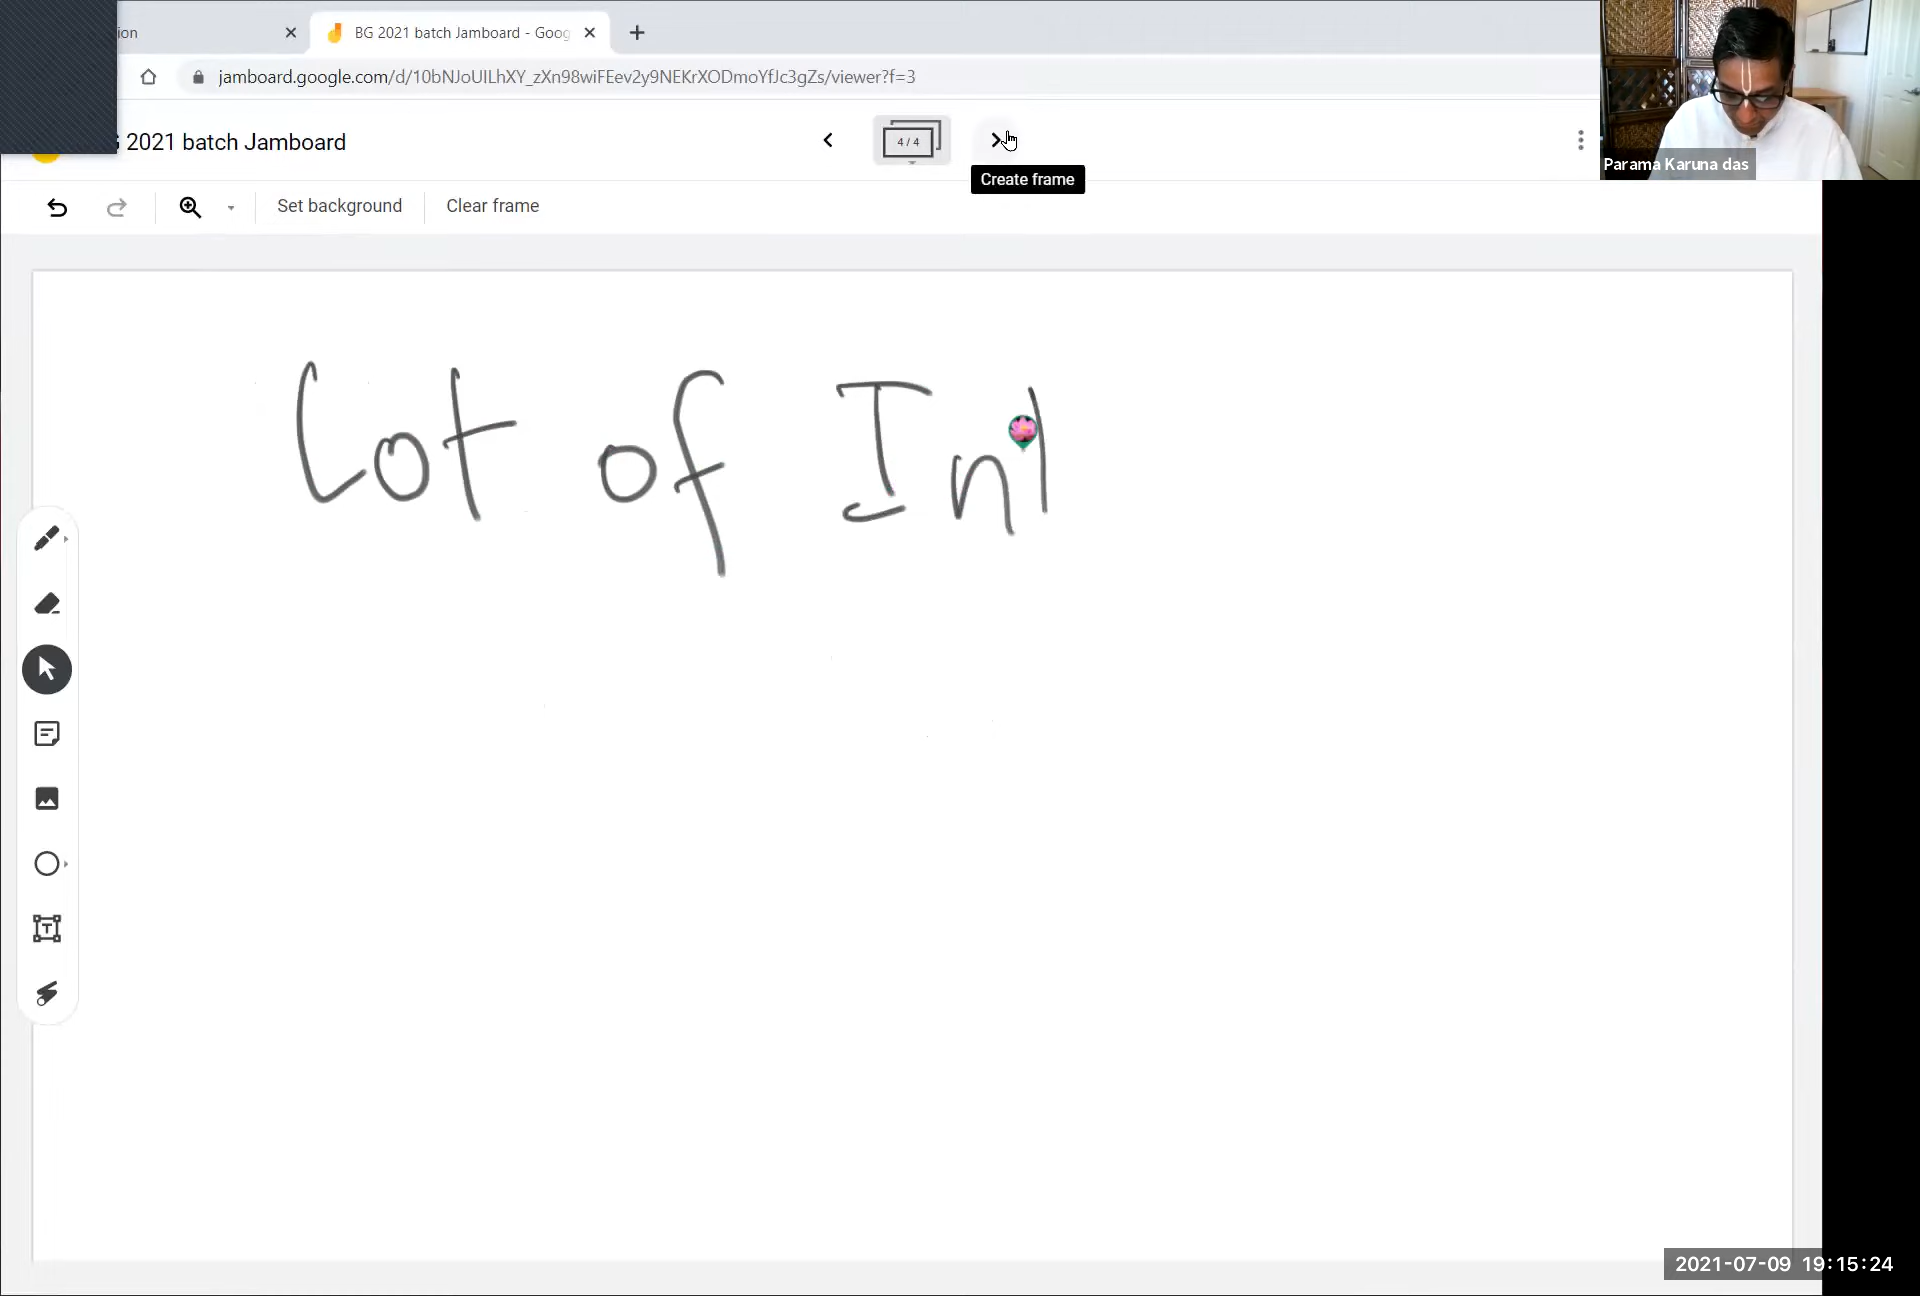 ion
BG 2021 batch Jamboard - Goog
jamboard.google.com/d/10bNJoUILhXY_zXn98wiFEev2y9NEKrXODmoYfJc3gZs/viewer?f=3
G 2021 batch Jamboard
4 / 4
Create frame
Parama Karuna das
Set background
Clear frame
Lot of In
2021-07-09 19:15:24